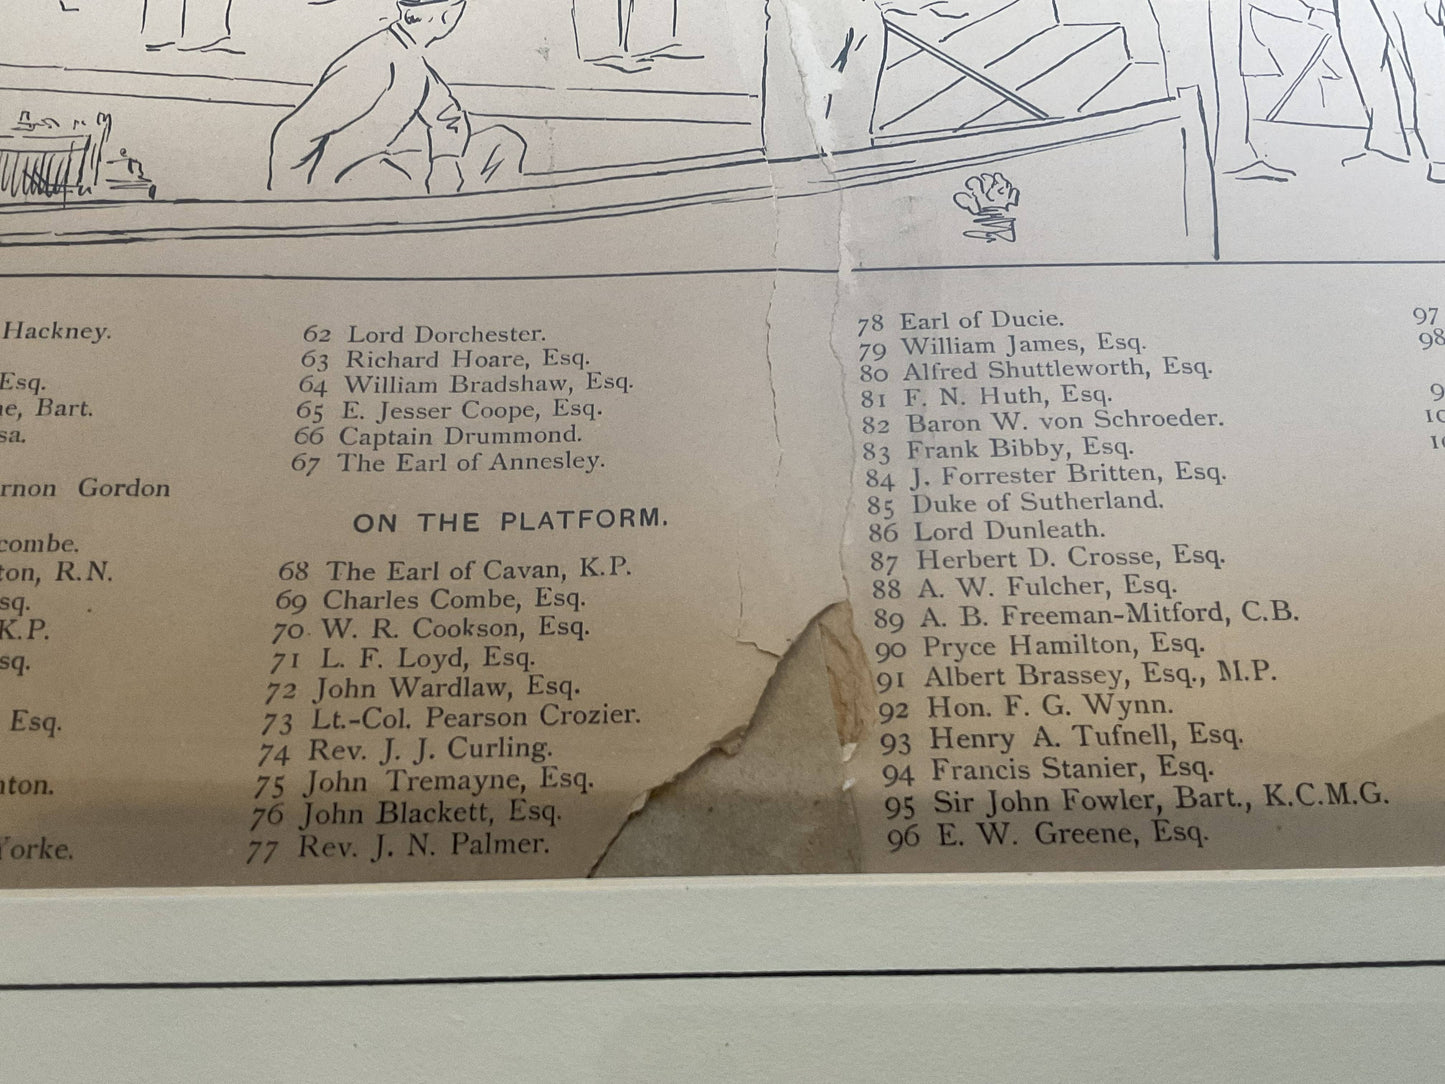 Hackney.
Esq.
Bart.
rnon Gordon
combe.
ton, R.N.
sq.
K.P.
sq.
Esq.
nton.
Yorke.
62 Lord Dorchester.
63 Richard Hoare, Esq.
64 William Bradshaw, Esq.
65 E. Jesser Coope, Esq.
66 Captain Drummond.
67 The Earl of Annesley.
ON THE PLATFORM.
68 The Earl of Cavan, K.P.
69 Charles Combe, Esq.
70 W. R. Cookson, Esq.
71 L. F. Loyd, Esq.
72 John Wardlaw, Esq.
73 Lt.-Col. Pearson Crozier.
74 Rev. J. J. Curling.
75 John Tremayne, Esq.
76 John Blackett, Esq.
77 Rev. J. N. Palmer.
78 Earl of Ducie.
79 William James, Esq.
80 Alfred Shuttleworth, Esq.
81 F. N. Huth, Esq.
82 Baron W. von Schroeder.
83 Frank Bibby, Esq.
84 J. Forrester Britten, Esq.
85 Duke of Sutherland.
86 Lord Dunleath.
87 Herbert D. Crosse, Esq.
88 A. W. Fulcher, Esq.
89 A. B. Freeman-Mitford, C.B.
90 Pryce Hamilton, Esq.
91 Albert Brassey, Esq., M.P.
92 Hon. F. G. Wynn.
93 Henry A. Tufnell, Esq.
94 Francis Stanier, Esq.
95 Sir John Fowler, Bart., K.C.M.G.
96 E. W. Greene, Esq.
97
98